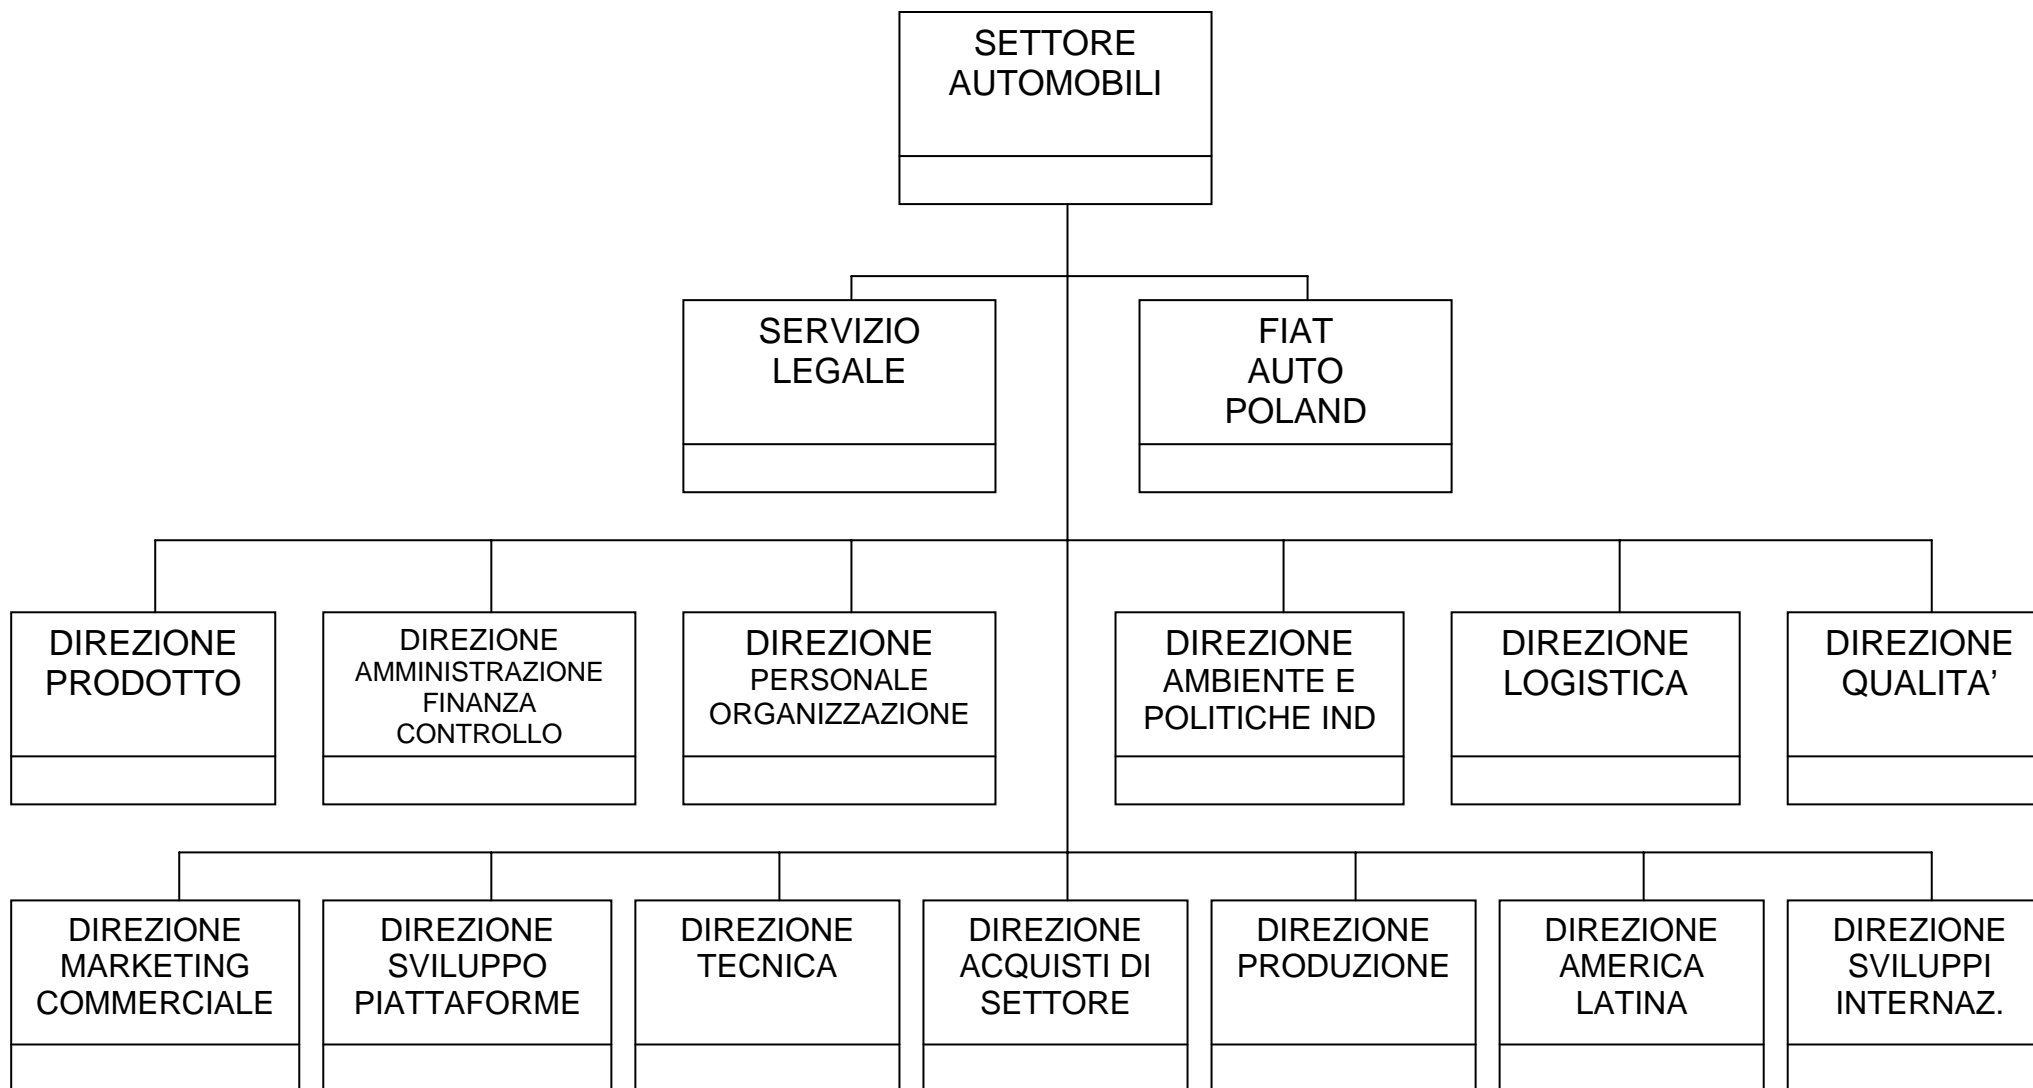 SETTORE
AUTOMOBILI
SERVIZIO
LEGALE
FIAT
AUTO
POLAND
DIREZIONE
PRODOTTO
DIREZIONE
AMMINISTRAZIONE
FINANZA
CONTROLLO
DIREZIONE
PERSONALE
ORGANIZZAZIONE
DIREZIONE
AMBIENTE E
POLITICHE IND
DIREZIONE
LOGISTICA
DIREZIONE
QUALITA’
DIREZIONE
MARKETING
COMMERCIALE
DIREZIONE
SVILUPPO
PIATTAFORME
DIREZIONE
TECNICA
DIREZIONE
ACQUISTI DI
SETTORE
DIREZIONE
PRODUZIONE
DIREZIONE
AMERICA
LATINA
DIREZIONE
SVILUPPI
INTERNAZ.